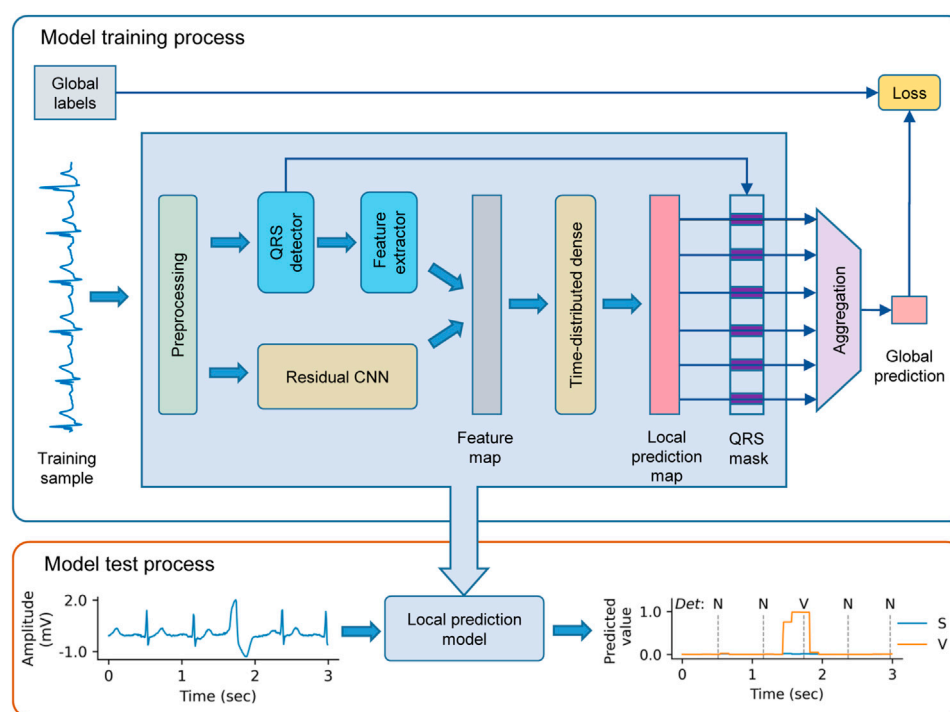 Model training process
Global
labels
Loss
Training
sample
Preprocessing
QRS
detector
Feature
extractor
Residual CNN
Feature
map
Time-distributed dense
Local
prediction
map
QRS
mask
Aggregation
Global
prediction
Model test process
Amplitude
(mV)
2.0
-1.0
0 1 2 3
Time (sec)
Local prediction
model
Predicted
value
1.0
0.0
Det: N N V N N
0 1 2 3
Time (sec)
S
V